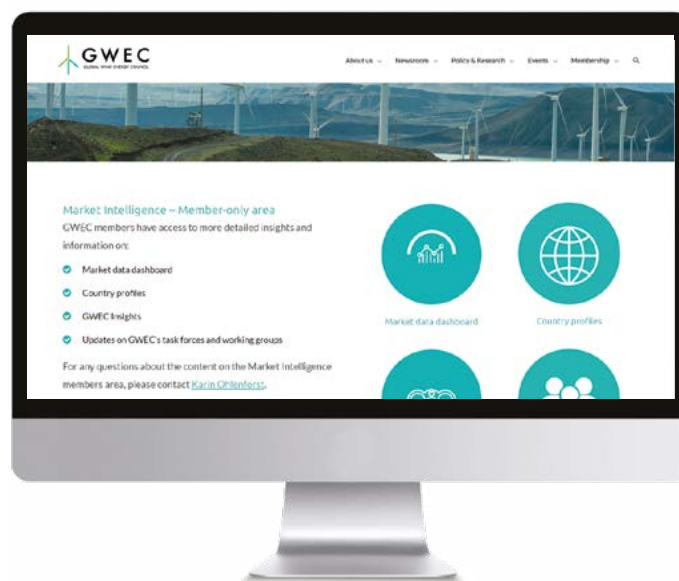 GWEC
GLOBAL WIND ENERGY COUNCIL
About us
Newsroom
Policy & Research
Events
Membership
Market Intelligence – Member-only area
GWEC members have access to more detailed insights and
information on:
Market data dashboard
Country profiles
GWEC Insights
Updates on GWEC's task forces and working groups
For any questions about the content on the Market Intelligence
members area, please contact Karin Ohlenforst.
Market data dashboard
Country profiles